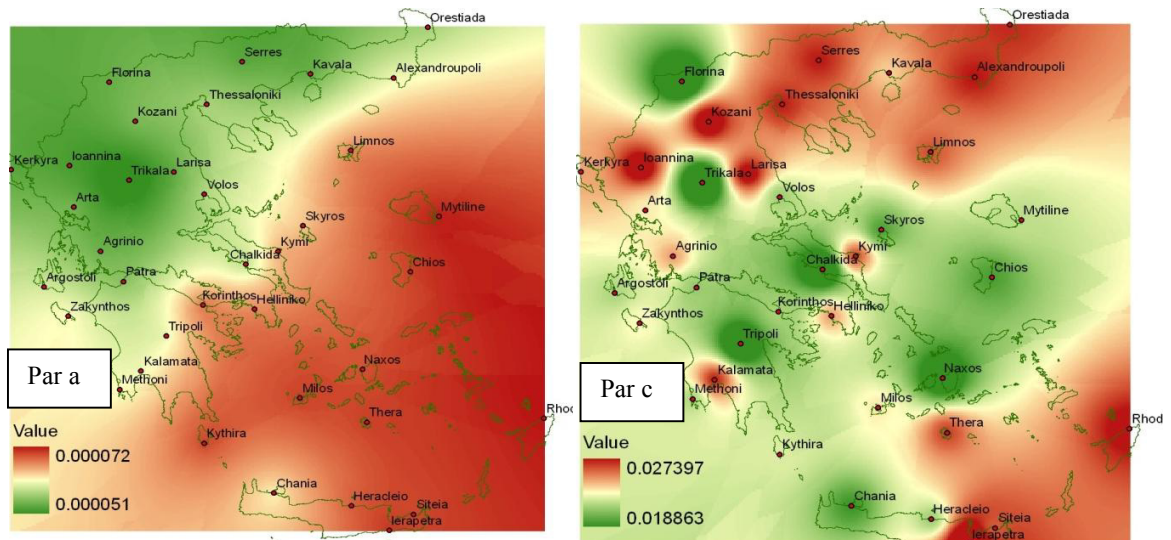 Orestiada
Serres
Kavala
Alexandroupoli
Florina
Thessaloniki
Kozani
Limnos
Kerkyra
Ioannina
Larisa
Trikala
Volos
Arta
Mytiline
Skyros
Agrinio
Kymi
Chalkida
Chios
Patra
Argostoli
Korinthos
Helliniko
Zakynthos
Tripoli
Kalamata
Naxos
Methoni
Milos
Thera
Rhod
Kythira
Chania
Heracleio
Siteia
Ierapetra
Par a
Value
0.000072
0.000051
Orestiada
Serres
Kavala
Alexandroupoli
Florina
Thessaloniki
Kozani
Limnos
Kerkyra
Ioannina
Larisa
Trikala
Volos
Arta
Mytiline
Skyros
Agrinio
Kymi
Chalkida
Chios
Patra
Argostoli
Korinthos
Helliniko
Zakynthos
Tripoli
Kalamata
Naxos
Methoni
Milos
Thera
Rhod
Kythira
Chania
Heracleio
Siteia
Ierapetra
Par c
Value
0.027397
0.018863